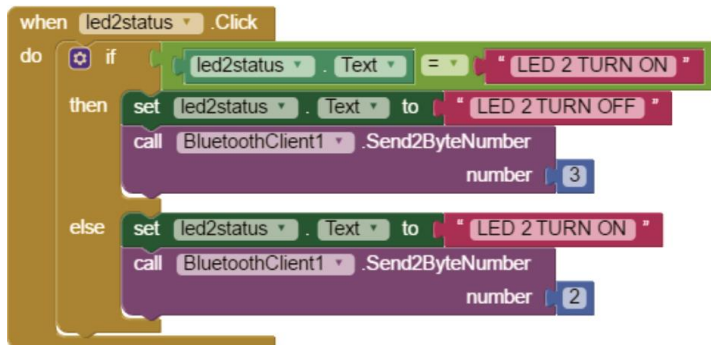 when led2status .Click
do if led2status . Text = " LED 2 TURN ON "
then set led2status . Text to " LED 2 TURN OFF "
call BluetoothClient1 .Send2ByteNumber
number 3
else set led2status . Text to " LED 2 TURN ON "
call BluetoothClient1 .Send2ByteNumber
number 2